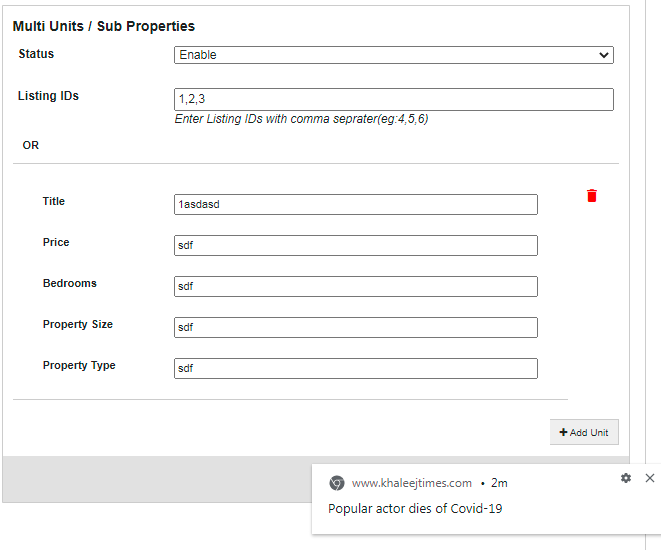 Multi Units / Sub Properties
Status Enable
Listing IDs 1,2,3
Enter Listing IDs with comma seprater(eg:4,5,6)
OR
Title 1asdasd
Price sdf
Bedrooms sdf
Property Size sdf
Property Type sdf
+ Add Unit
www.khaleejtimes.com • 2m
Popular actor dies of Covid-19